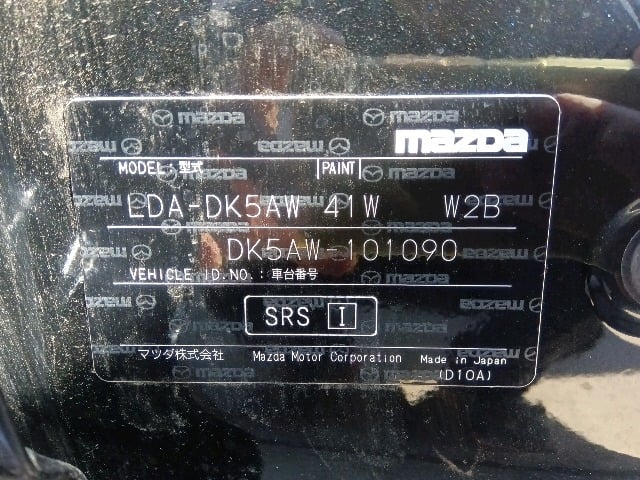 mazda
MODEL:型式 PAINT
LDA-DK5AW 41W W2B
DK5AW-101090
VEHICLE ID.NO.:車台番号
SRS I
マツダ株式会社 Mazda Motor Corporation Made in Japan
(D10A)